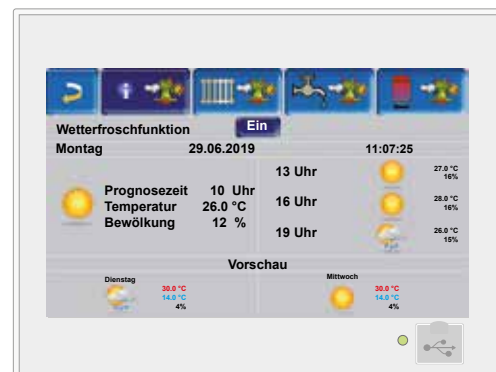 Wetterfroschfunktion Ein
Montag 29.06.2019 11:07:25
13 Uhr 27.0 °C
16%
Prognosezeit 10 Uhr
Temperatur 26.0 °C
Bewölkung 12 %
16 Uhr 28.0 °C
16%
19 Uhr 26.0 °C
15%
Vorschau
Dienstag
30.0 °C
14.0 °C
4%
Mittwoch
30.0 °C
14.0 °C
4%